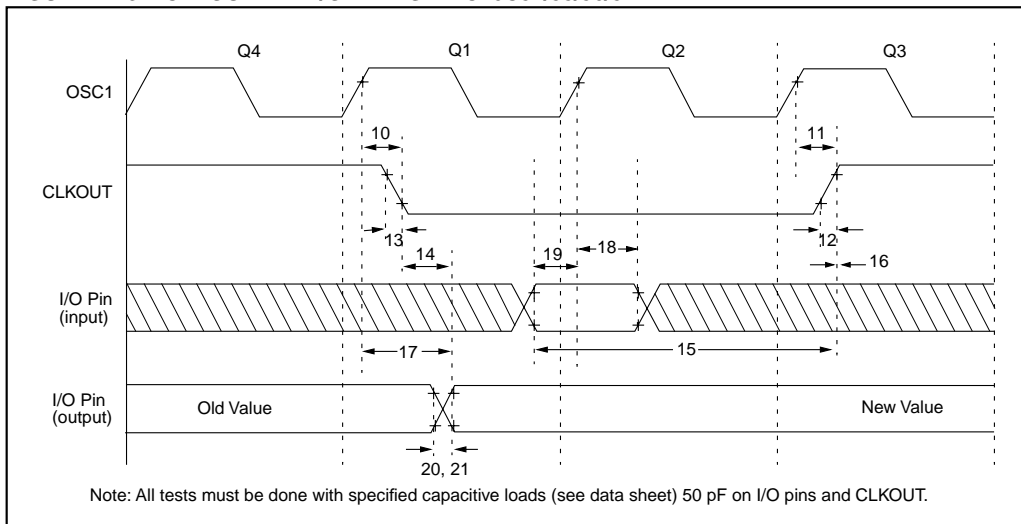 Q4 Q1 Q2 Q3
OSC1
10 11
CLKOUT
13 12
14 19 18 16
I/O Pin
(input)
17 15
I/O Pin
(output)
Old Value New Value
20, 21
Note: All tests must be done with specified capacitive loads (see data sheet) 50 pF on I/O pins and CLKOUT.